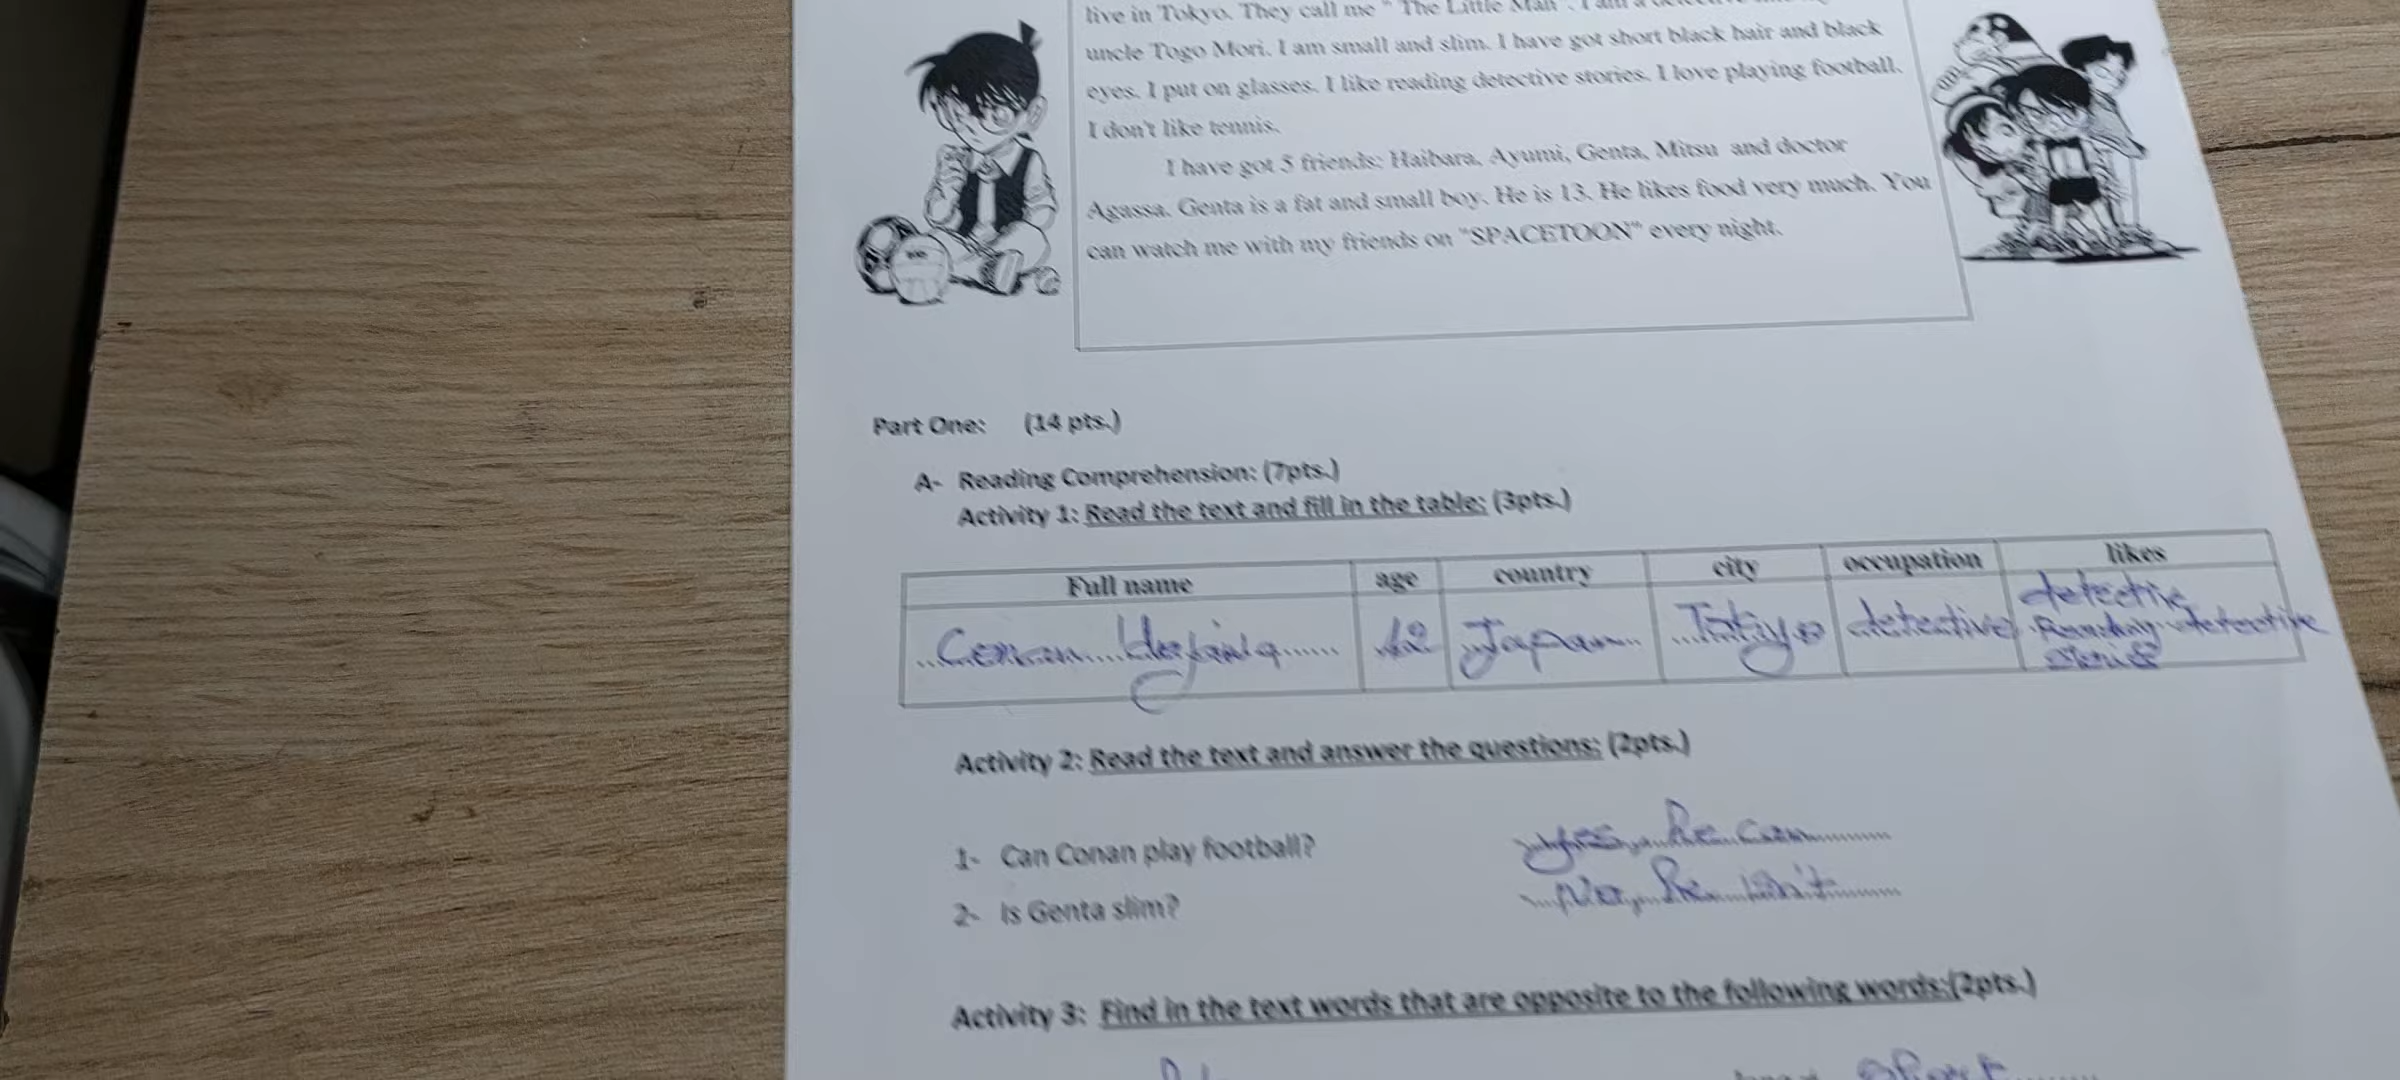 live in Tokyo. They call me " The Little Man". I am a detective
uncle Togo Mori. I am small and slim. I have got short black hair and black
eyes. I put on glasses. I like reading detective stories. I love playing football.
I don't like tennis.
I have got 5 friends: Haibara, Ayumi, Genta, Mitsu and doctor
Agassa. Genta is a fat and small boy. He is 13. He likes food very much. You
can watch me with my friends on "SPACETOON" every night.
Part One: (14 pts.)
A- Reading Comprehension: (7pts.)
Activity 1: Read the text and fill in the table: (3pts.)
Full name age country city occupation likes
Conan 12 Japan Tokyo detective detective
Reading detective
stories
Activity 2: Read the text and answer the questions: (2pts.)
1- Can Conan play football? yes, he can
2- Is Genta slim? No, he isn't
Activity 3: Find in the text words that are opposite to the following words:(2pts.)
short